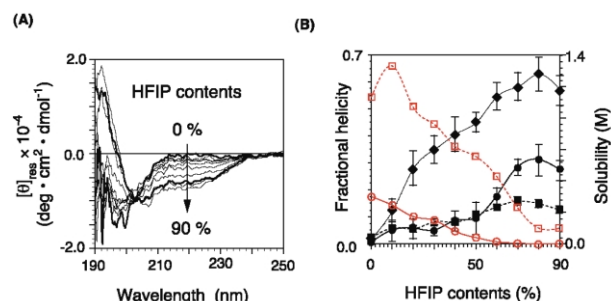 (A)
[θ]res × 10⁻⁴
(deg • cm² • dmol⁻¹)
2.0
0.0
-2.0
HFIP contents
0 %
90 %
190
210
230
250
Wavelength (nm)
(B)
Fractional helicity
0.7
0.0
Solubility (M)
1.4
0.0
0
50
90
HFIP contents (%)